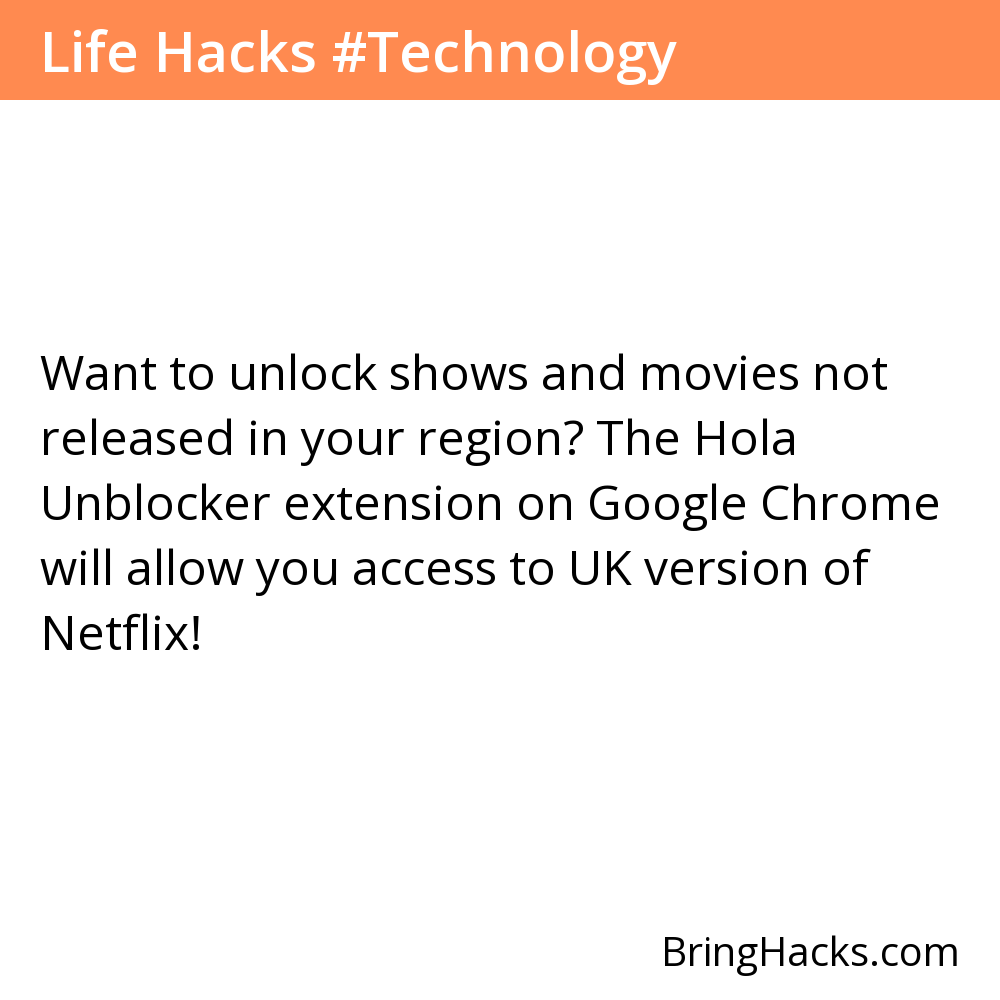 Life Hacks #Technology
Want to unlock shows and movies not
released in your region? The Hola
Unblocker extension on Google Chrome
will allow you access to UK version of
Netflix!
BringHacks.com